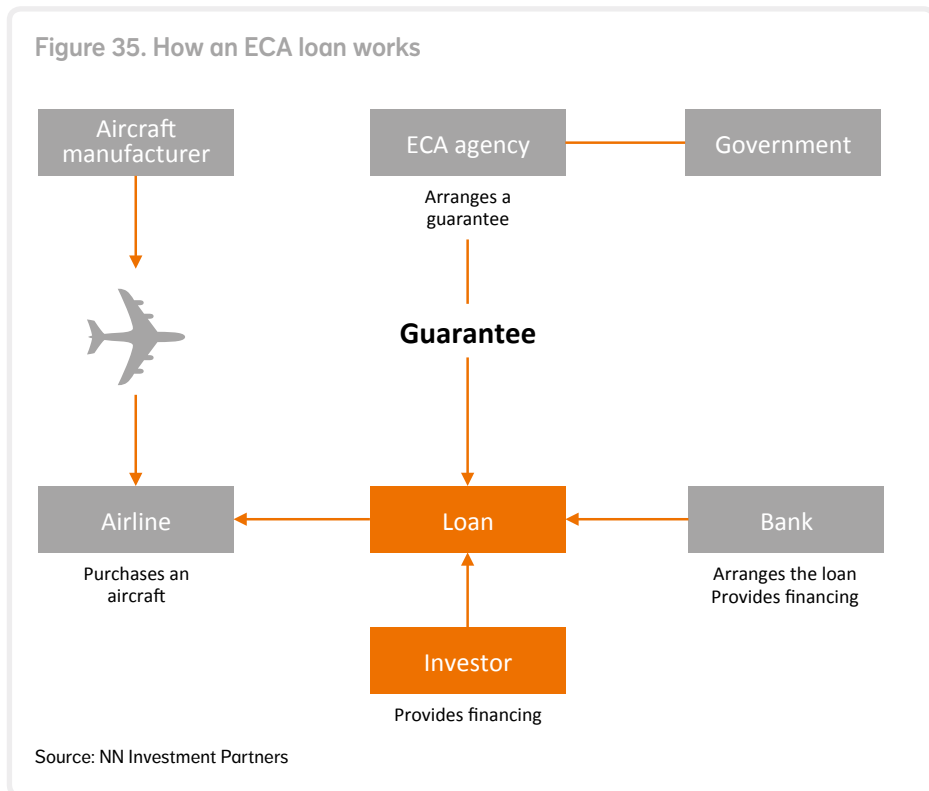 Figure 35. How an ECA loan works
Aircraft
manufacturer
ECA agency
Government
Arranges a
guarantee
Guarantee
Airline
Loan
Bank
Purchases an
aircraft
Arranges the loan
Provides financing
Investor
Provides financing
Source: NN Investment Partners